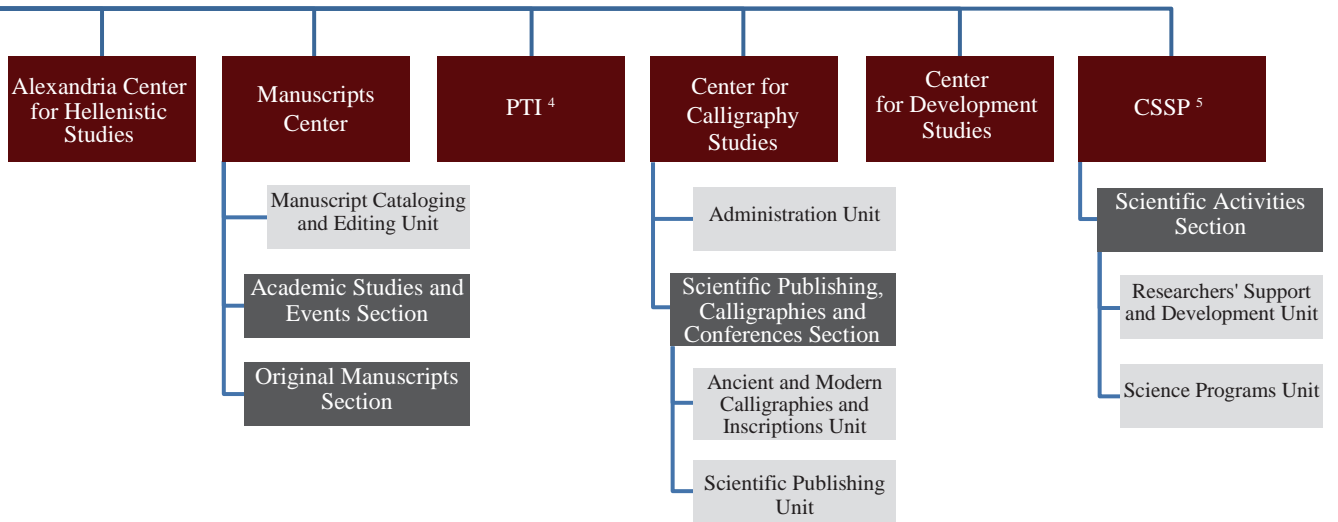 Alexandria Center
for Hellenistic
Studies
Manuscripts
Center
PTI 4
Center for
Calligraphy
Studies
Center
for Development
Studies
CSSP 5
Manuscript Cataloging
and Editing Unit
Academic Studies and
Events Section
Original Manuscripts
Section
Administration Unit
Scientific Publishing,
Calligraphies and
Conferences Section
Ancient and Modern
Calligraphies and
Inscriptions Unit
Scientific Publishing
Unit
Scientific Activities
Section
Researchers' Support
and Development Unit
Science Programs Unit